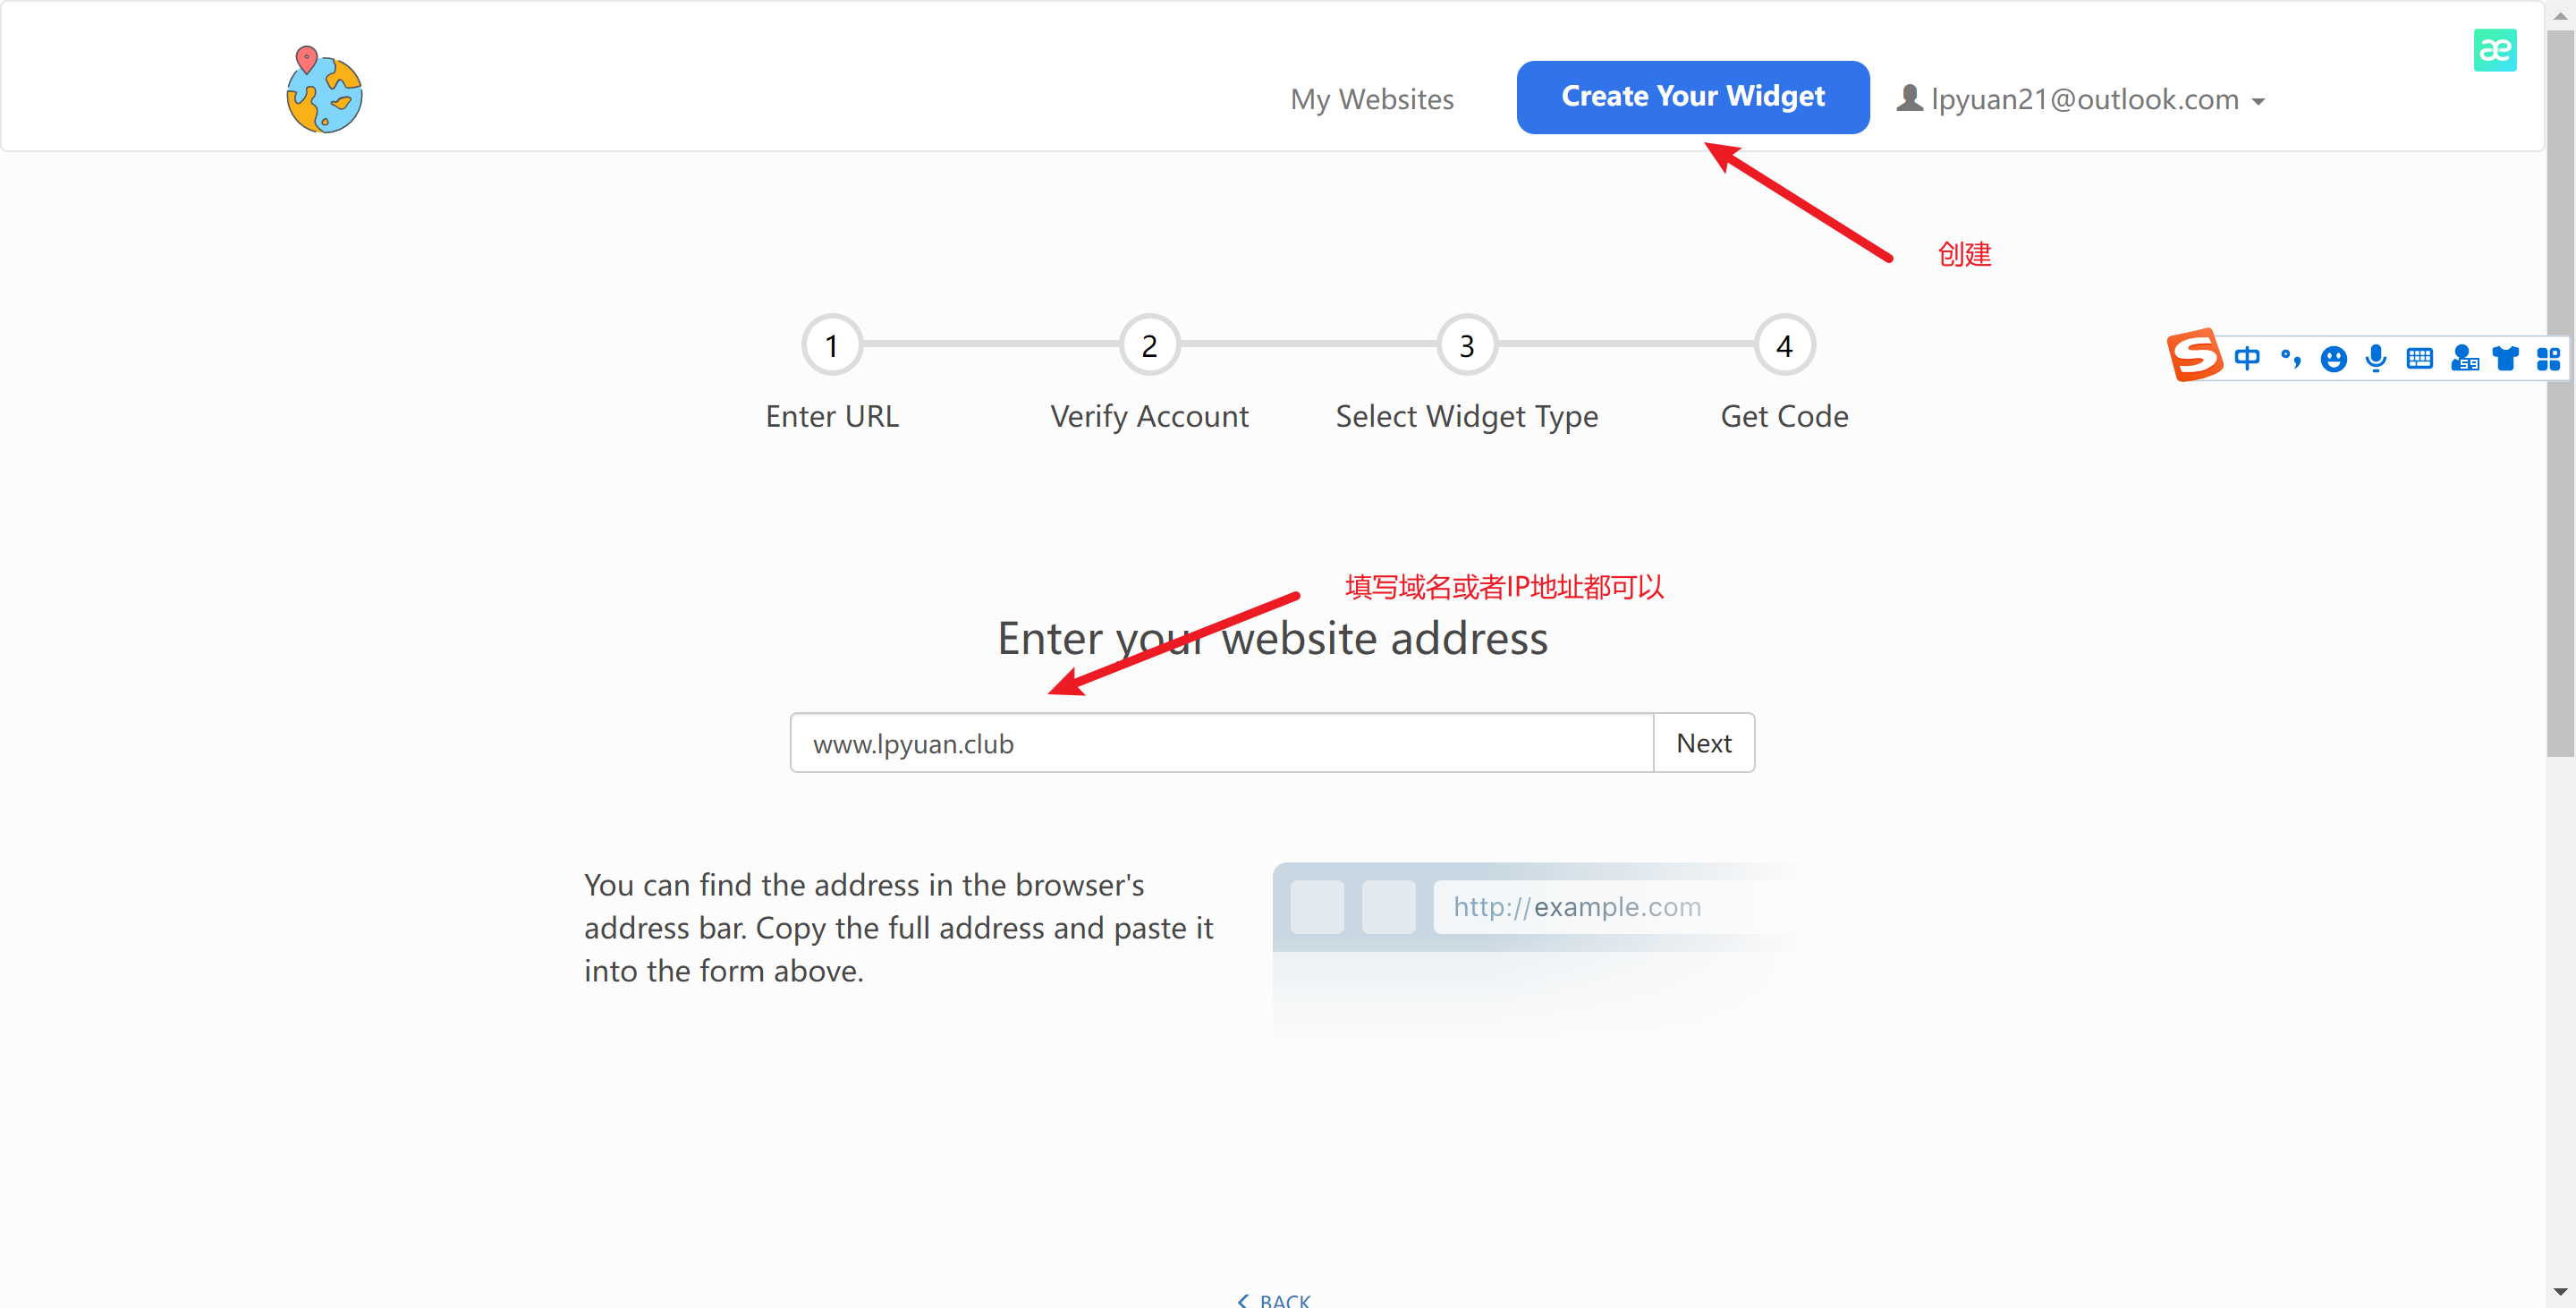 My Websites
Create Your Widget
lpyuan21@outlook.com
æ
创建
1
2
3
4
Enter URL
Verify Account
Select Widget Type
Get Code
S
中
59
填写域名或者IP地址都可以
Enter your website address
www.lpyuan.club
Next
You can find the address in the browser's
address bar. Copy the full address and paste it
into the form above.
http://example.com
BACK